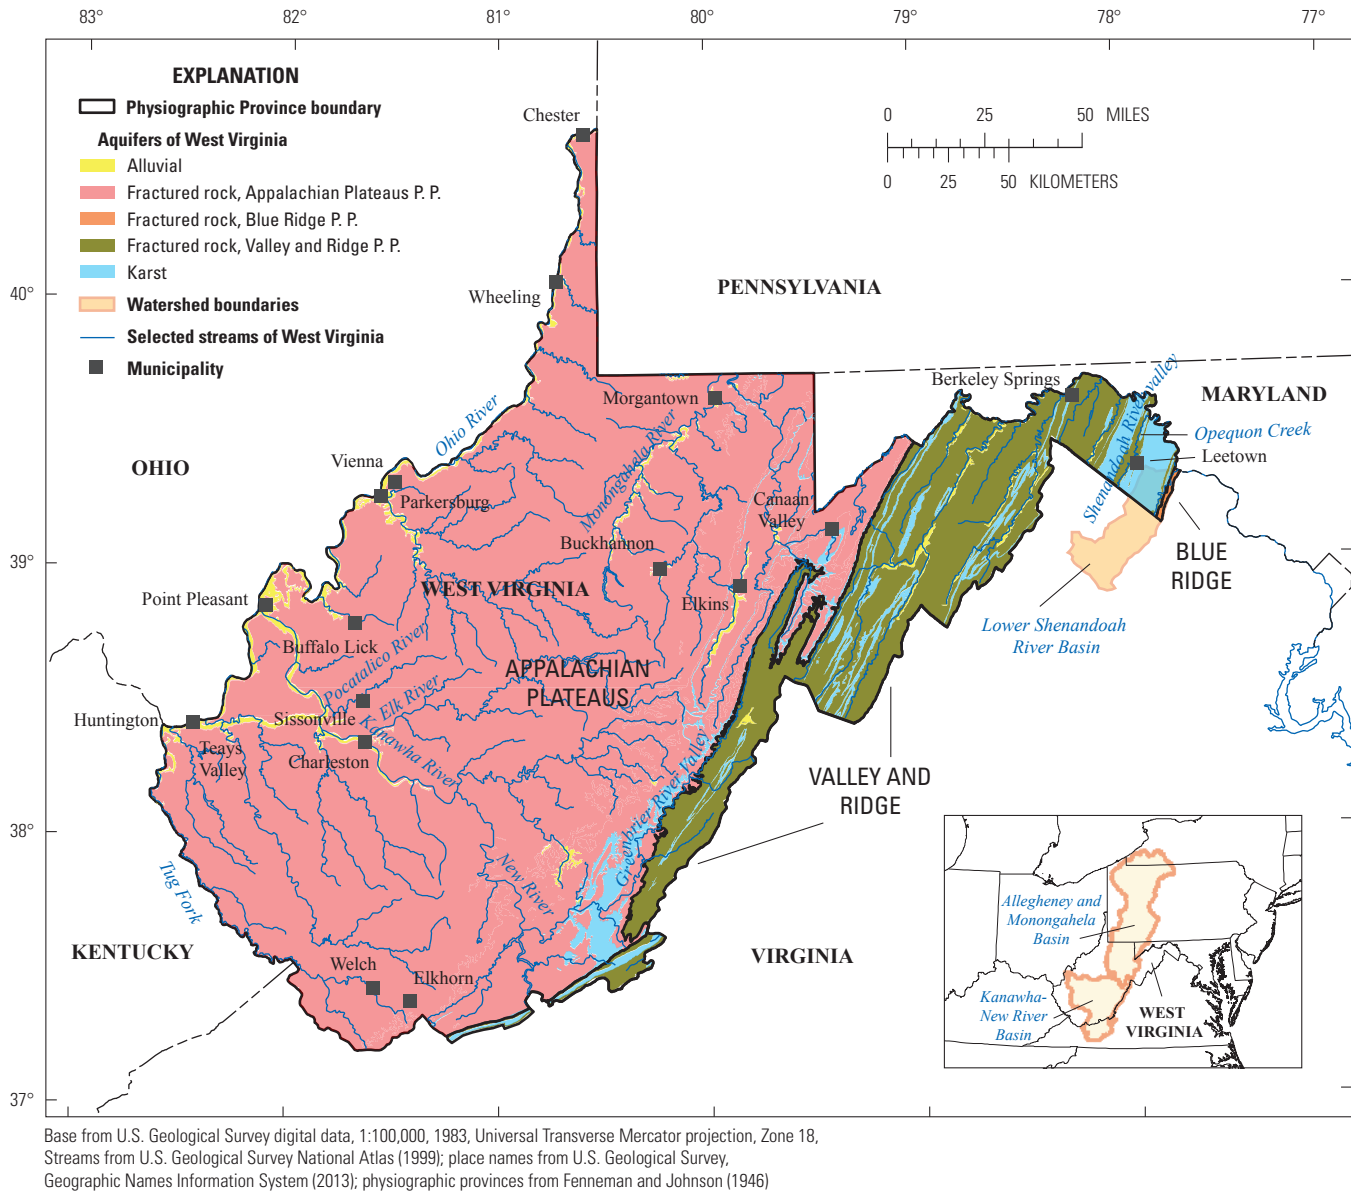 83°
82°
81°
80°
79°
78°
77°
EXPLANATION
Physiographic Province boundary
Aquifers of West Virginia
Alluvial
Fractured rock, Appalachian Plateaus P. P.
Fractured rock, Blue Ridge P. P.
Fractured rock, Valley and Ridge P. P.
Karst
Watershed boundaries
Selected streams of West Virginia
Municipality
0 25 50 MILES
0 25 50 KILOMETERS
Chester
40°
Wheeling
PENNSYLVANIA
Berkeley Springs
MARYLAND
Morgantown
Ohio River
Monongahela River
Shenandoah River valley
Opequon Creek
Leetown
OHIO
Vienna
Parkersburg
Canaan
Valley
Buckhannon
39°
BLUE
RIDGE
WEST VIRGINIA
Point Pleasant
Elkins
Lower Shenandoah
River Basin
Buffalo Lick
Pocatalico River
APPALACHIAN
PLATEAUS
Elk River
Huntington
Sissonville
Kanawha River
Teays
Valley
Charleston
Greenbrier River Valley
VALLEY AND
RIDGE
38°
New River
Tug Fork
KENTUCKY
VIRGINIA
Welch
Elkhorn
Allegheney and
Monongahela
Basin
Kanawha-
New River
Basin
WEST
VIRGINIA
37°
Base from U.S. Geological Survey digital data, 1:100,000, 1983, Universal Transverse Mercator projection, Zone 18,
Streams from U.S. Geological Survey National Atlas (1999); place names from U.S. Geological Survey,
Geographic Names Information System (2013); physiographic provinces from Fenneman and Johnson (1946)